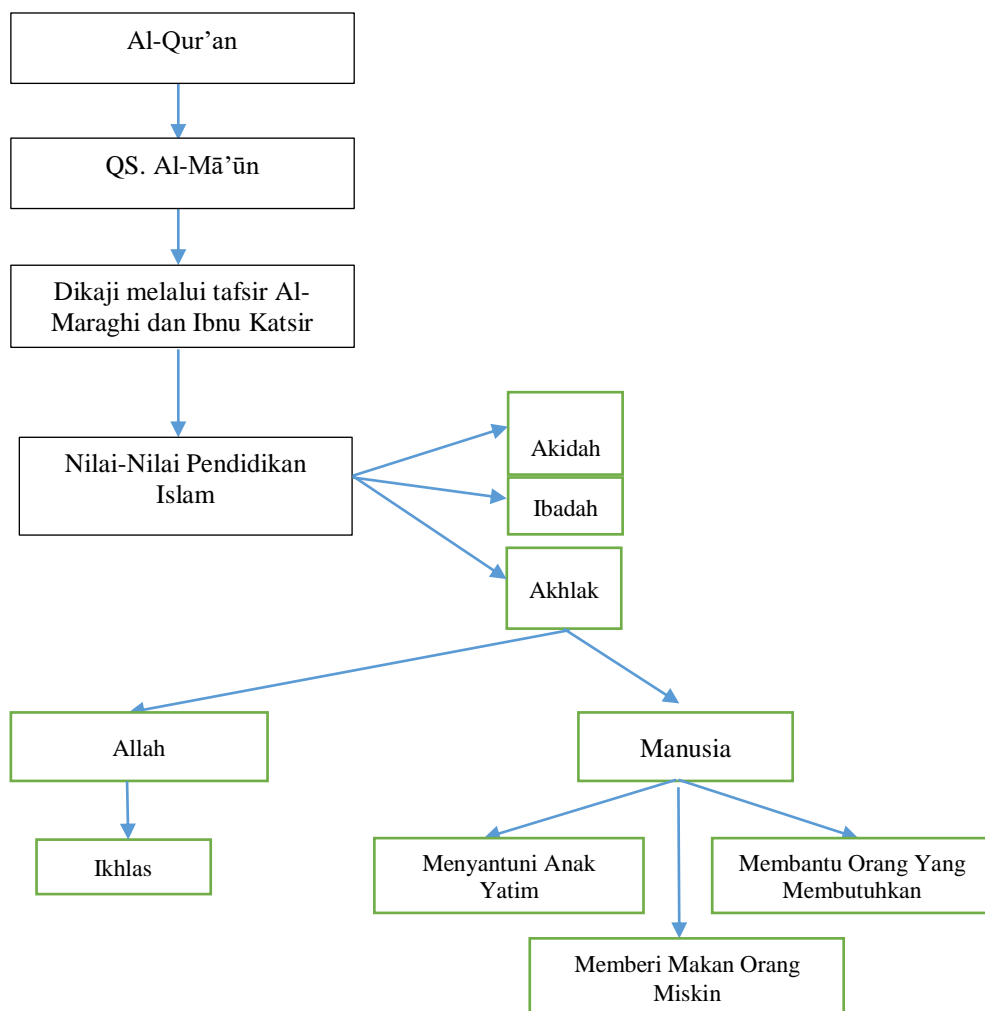 Al-Qur’an
QS. Al-Mā’ūn
Dikaji melalui tafsir Al-
Maraghi dan Ibnu Katsir
Nilai-Nilai Pendidikan
Islam
Akidah
Ibadah
Akhlak
Allah
Manusia
Ikhlas
Menyantuni Anak
Yatim
Membantu Orang Yang
Membutuhkan
Memberi Makan Orang
Miskin